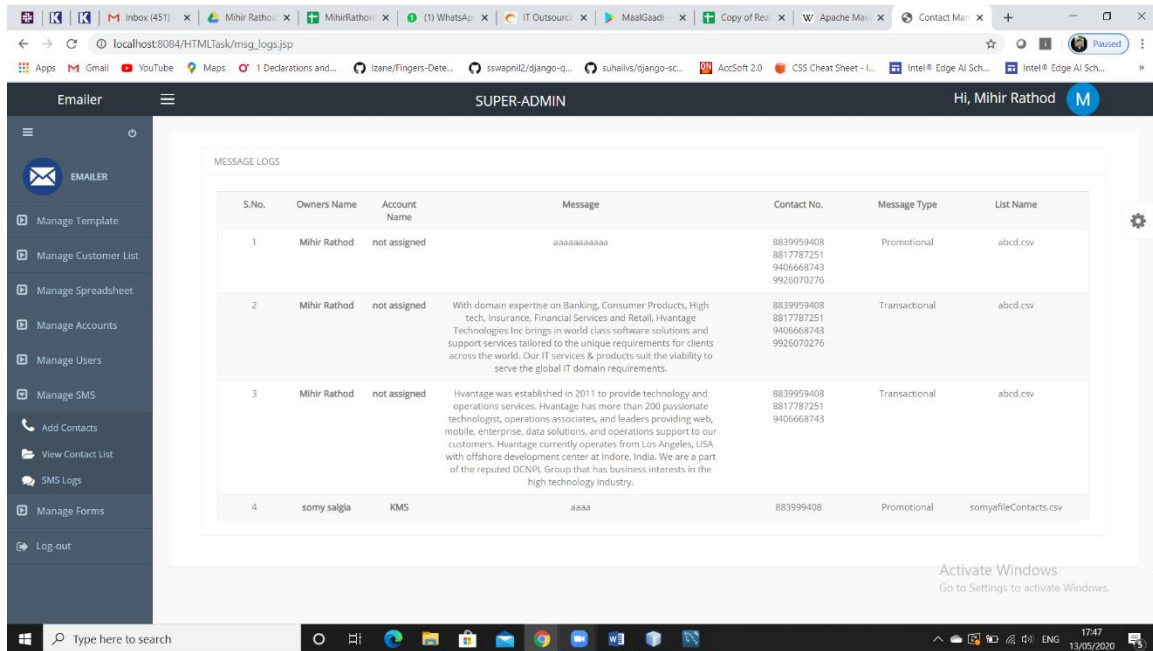 Inbox (451)
Mihir Rathod
MihirRathor
(1) WhatsAp
IT Outsourci
MaalGaadi -
Copy of Rea
Apache Mav
Contact Man
localhost:8084/HTMLTask/msg_logs.jsp
Paused
Apps Gmail YouTube Maps 1 Declarations and... Izane/Fingers-Dete... sswapnil2/django-q... suhailvs/django-sc... AccSoft 2.0 CSS Cheat Sheet - I... Intel® Edge AI Sch... Intel® Edge AI Sch... »
Emailer
SUPER-ADMIN
Hi, Mihir Rathod M
EMAILER
Manage Template
Manage Customer List
Manage Spreadsheet
Manage Accounts
Manage Users
Manage SMS
Add Contacts
View Contact List
SMS Logs
Manage Forms
Log-out
MESSAGE LOGS
S.No. Owners Name Account Message Contact No. Message Type List Name
Name
1 Mihir Rathod not assigned aaaaaaaaaaa 8839959408 Promotional abcd.csv
8817787251
9406668743
9926070276
2 Mihir Rathod not assigned With domain expertise on Banking, Consumer Products, High 8839959408 Transactional abcd.csv
tech, Insurance, Financial Services and Retail, Hvantage 8817787251
Technologies Inc brings in world class software solutions and 9406668743
support services tailored to the unique requirements for clients 9926070276
across the world. Our IT services & products suit the viability to
serve the global IT domain requirements.
3 Mihir Rathod not assigned Hvantage was established in 2011 to provide technology and 8839959408 Transactional abcd.csv
operations services. Hvantage has more than 200 passionate 8817787251
technologist, operations associates, and leaders providing web, 9406668743
mobile, enterprise, data solutions, and operations support to our
customers. Hvantage currently operates from Los Angeles, USA
with offshore development center at Indore, India. We are a part
of the reputed DCNPL Group that has business interests in the
high technology industry.
4 somy salgia KMS aaaa 883999408 Promotional somyafileContacts.csv
Activate Windows
Go to Settings to activate Windows.
Type here to search
ENG
17:47
13/05/2020